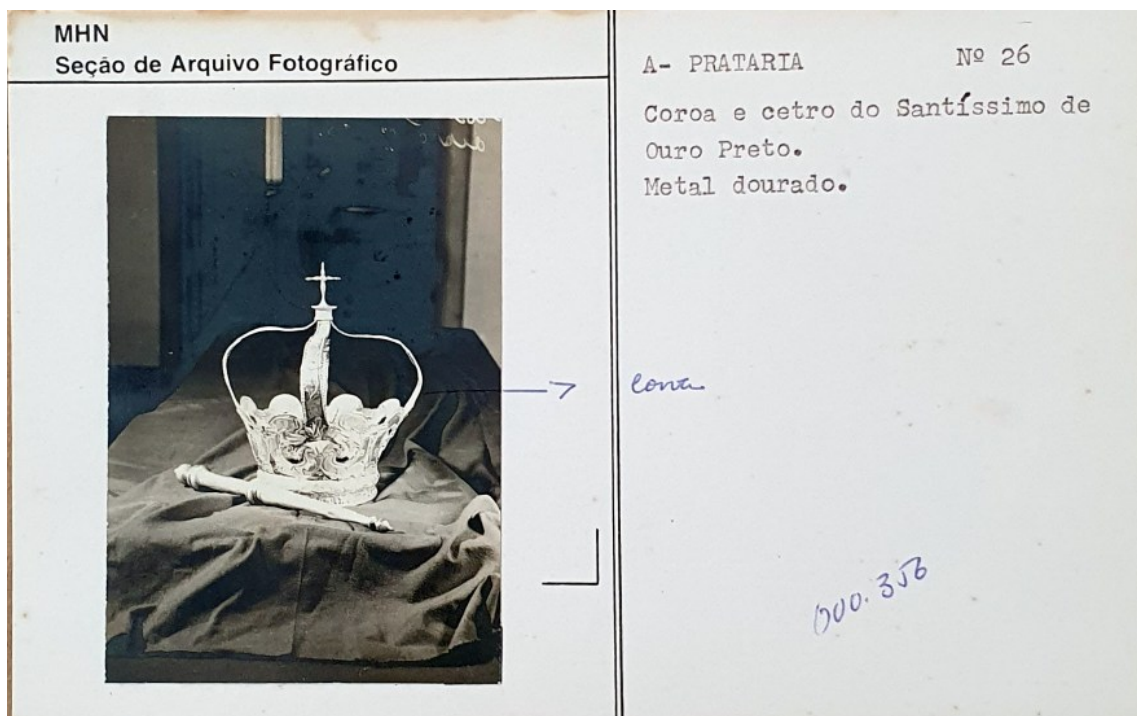 MHN
Seção de Arquivo Fotográfico
A- PRATARIA Nº 26
Coroa e cetro do Santíssimo de
Ouro Preto.
Metal dourado.
000.356